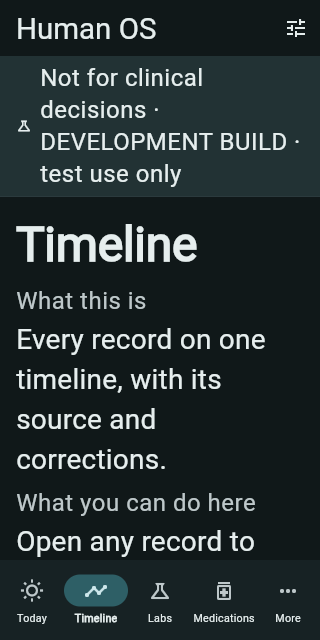 Human OS
Not for clinical
decisions ·
DEVELOPMENT BUILD ·
test use only
Timeline
What this is
Every record on one
timeline, with its
source and
corrections.
What you can do here
Open any record to
Today
Timeline
Labs
Medications
More